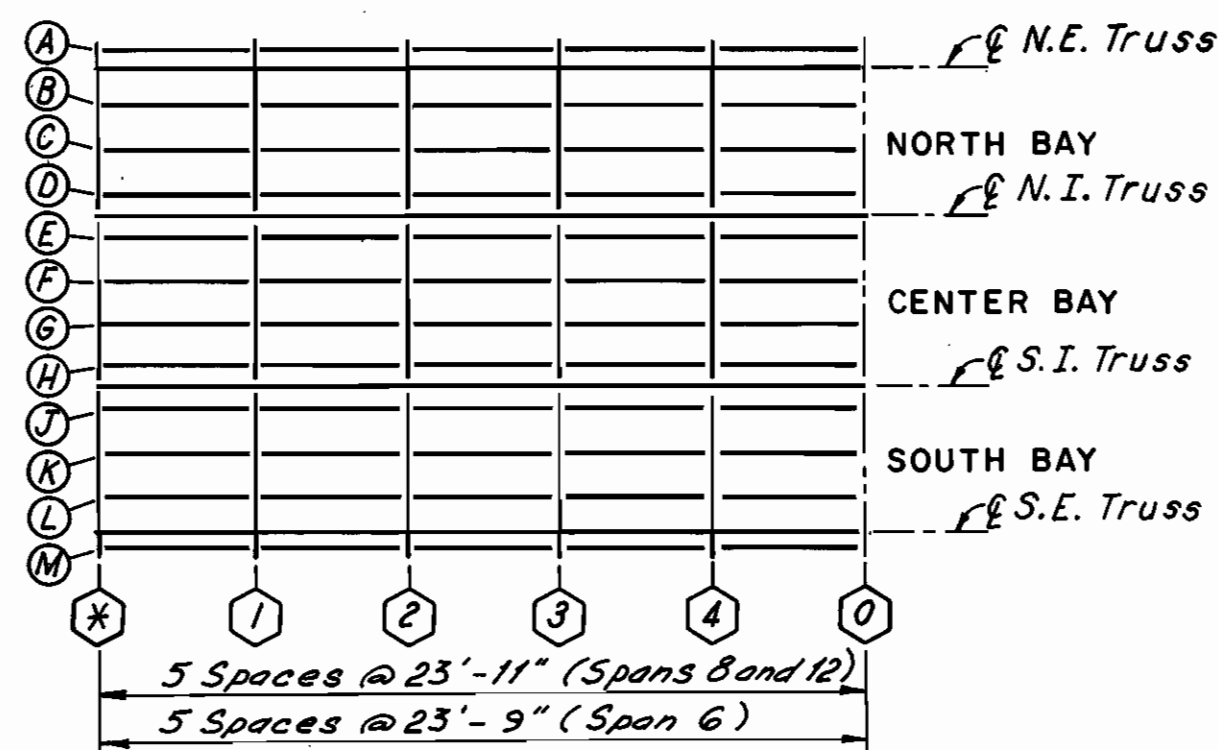 A
℄ N.E. Truss
B
C
NORTH BAY
D
℄ N.I. Truss
E
F
CENTER BAY
G
H
℄ S.I. Truss
J
K
SOUTH BAY
L
℄ S.E. Truss
M
* 1 2 3 4 0
5 Spaces @ 23'-11" (Spans 8 and 12)
5 Spaces @ 23'-9" (Span 6)